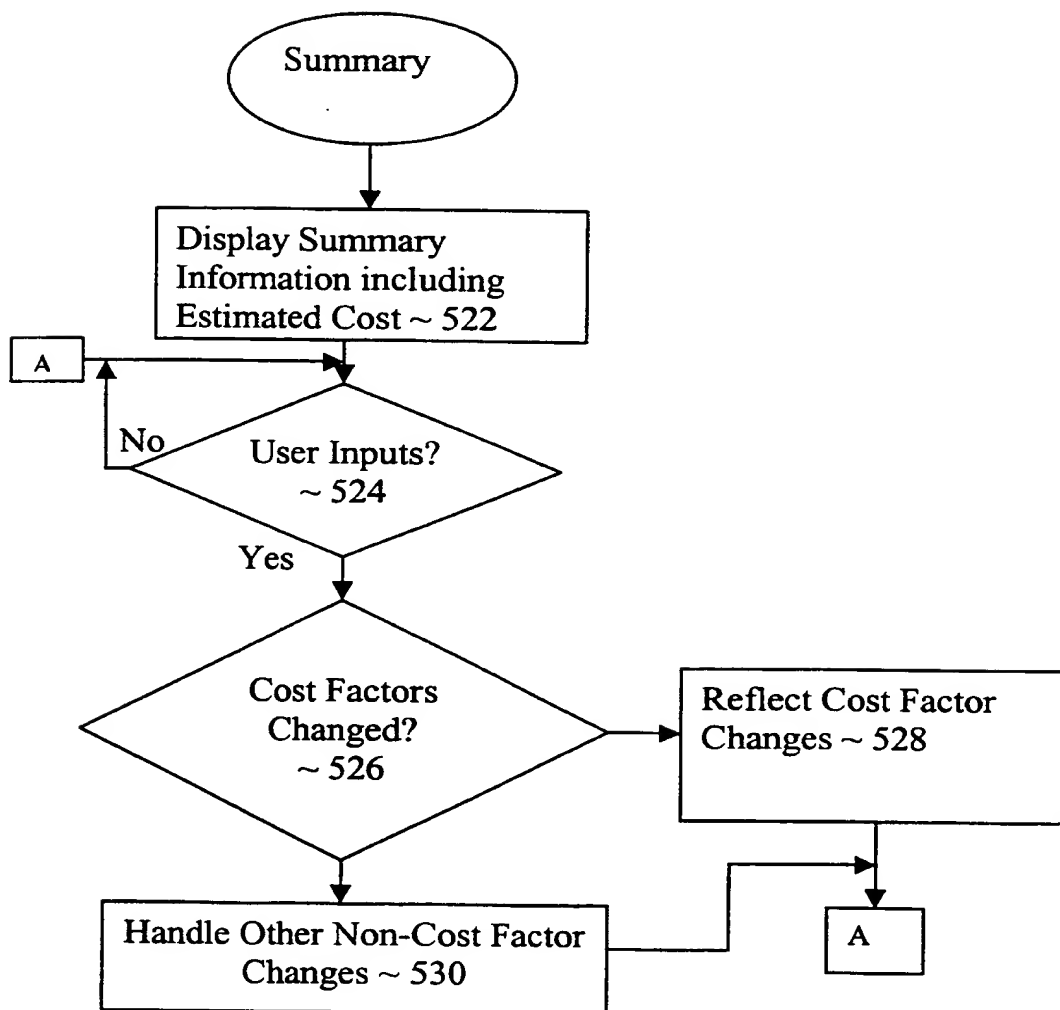 Summary
Display Summary
Information including
Estimated Cost ~ 522
A
No
User Inputs?
~ 524
Yes
Cost Factors
Changed?
~ 526
Reflect Cost Factor
Changes ~ 528
Handle Other Non-Cost Factor
Changes ~ 530
A